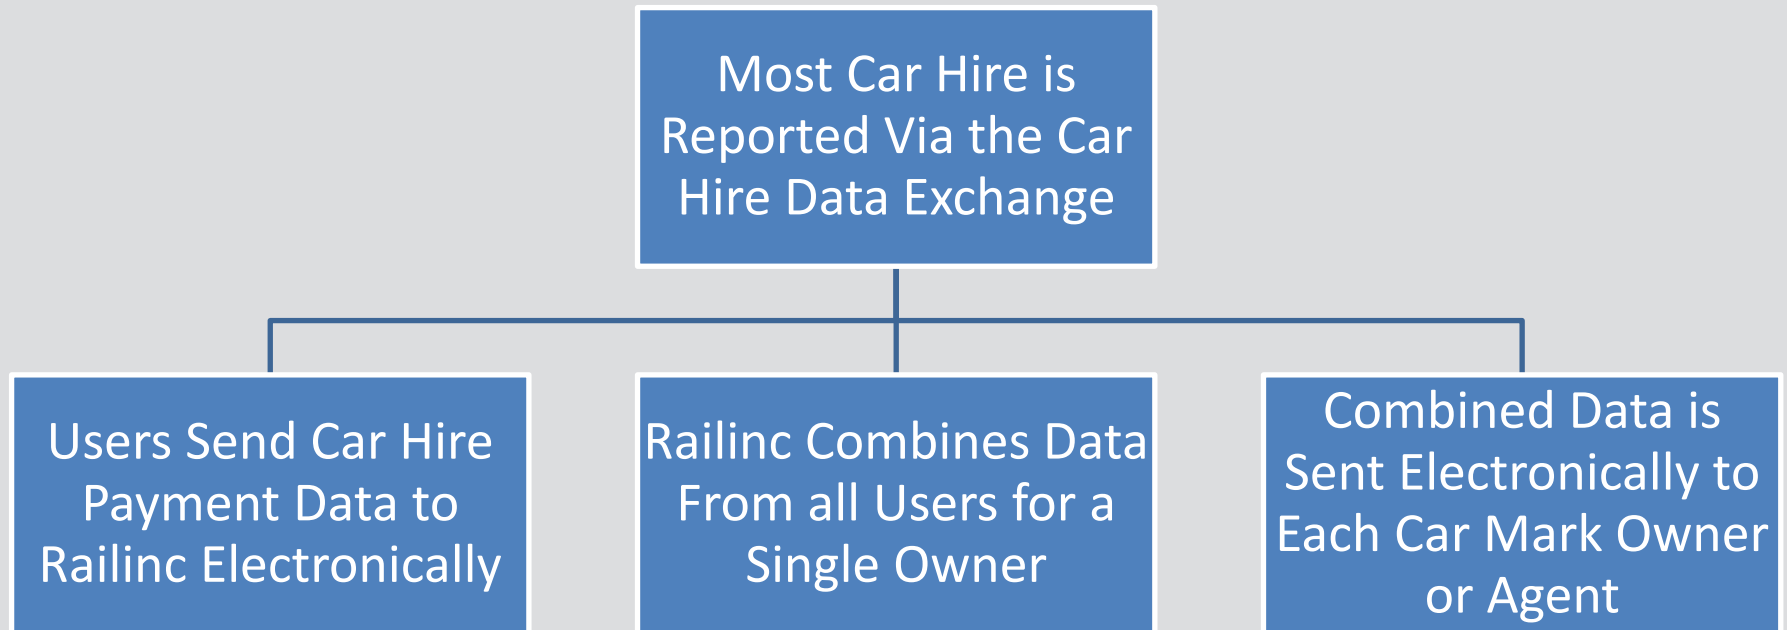 Most Car Hire is
Reported Via the Car
Hire Data Exchange
Users Send Car Hire
Payment Data to
Railinc Electronically
Railinc Combines Data
From all Users for a
Single Owner
Combined Data is
Sent Electronically to
Each Car Mark Owner
or Agent